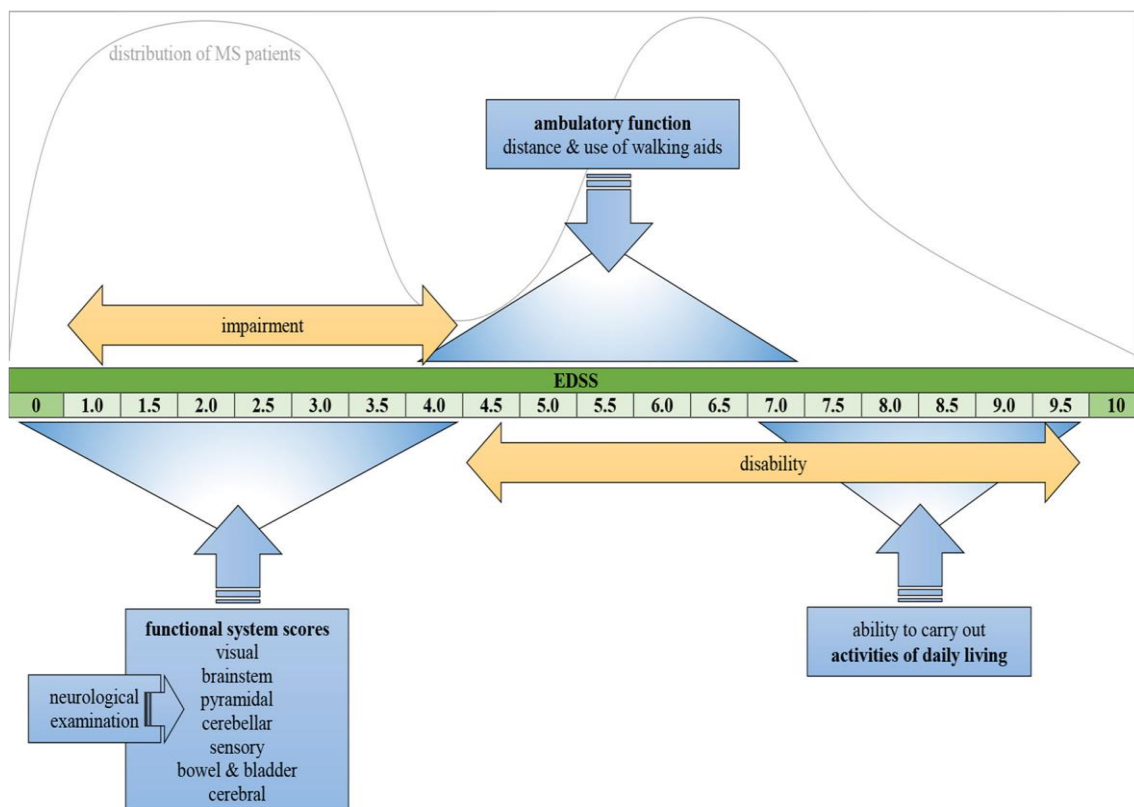 distribution of MS patients
ambulatory function
distance & use of walking aids
impairment
EDSS
0 1.0 1.5 2.0 2.5 3.0 3.5 4.0 4.5 5.0 5.5 6.0 6.5 7.0 7.5 8.0 8.5 9.0 9.5 10
disability
functional system scores
visual
brainstem
pyramidal
cerebellar
sensory
bowel & bladder
cerebral
neurological
examination
ability to carry out
activities of daily living